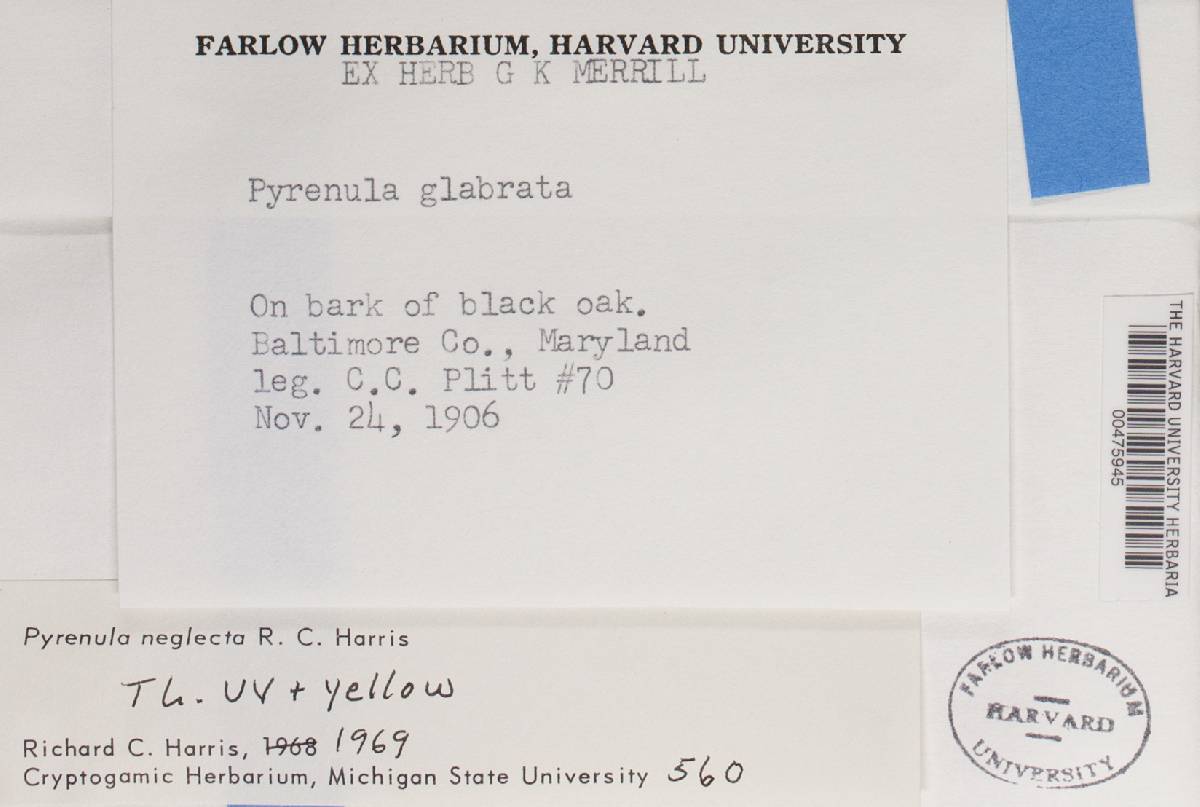 FARLOW HERBARIUM, HARVARD UNIVERSITY
EX HERB G K MERRILL
Pyrenula glabrata
On bark of black oak.
Baltimore Co., Maryland
leg. C.C. Plitt #70
Nov. 24, 1906
THE HARVARD UNIVERSITY HERBARIA
00475945
Pyrenula neglecta R. C. Harris
Th. UV + yellow
Richard C. Harris, 1968 1969
Cryptogamic Herbarium, Michigan State University 560
FARLOW HERBARIUM
HARVARD
UNIVERSITY